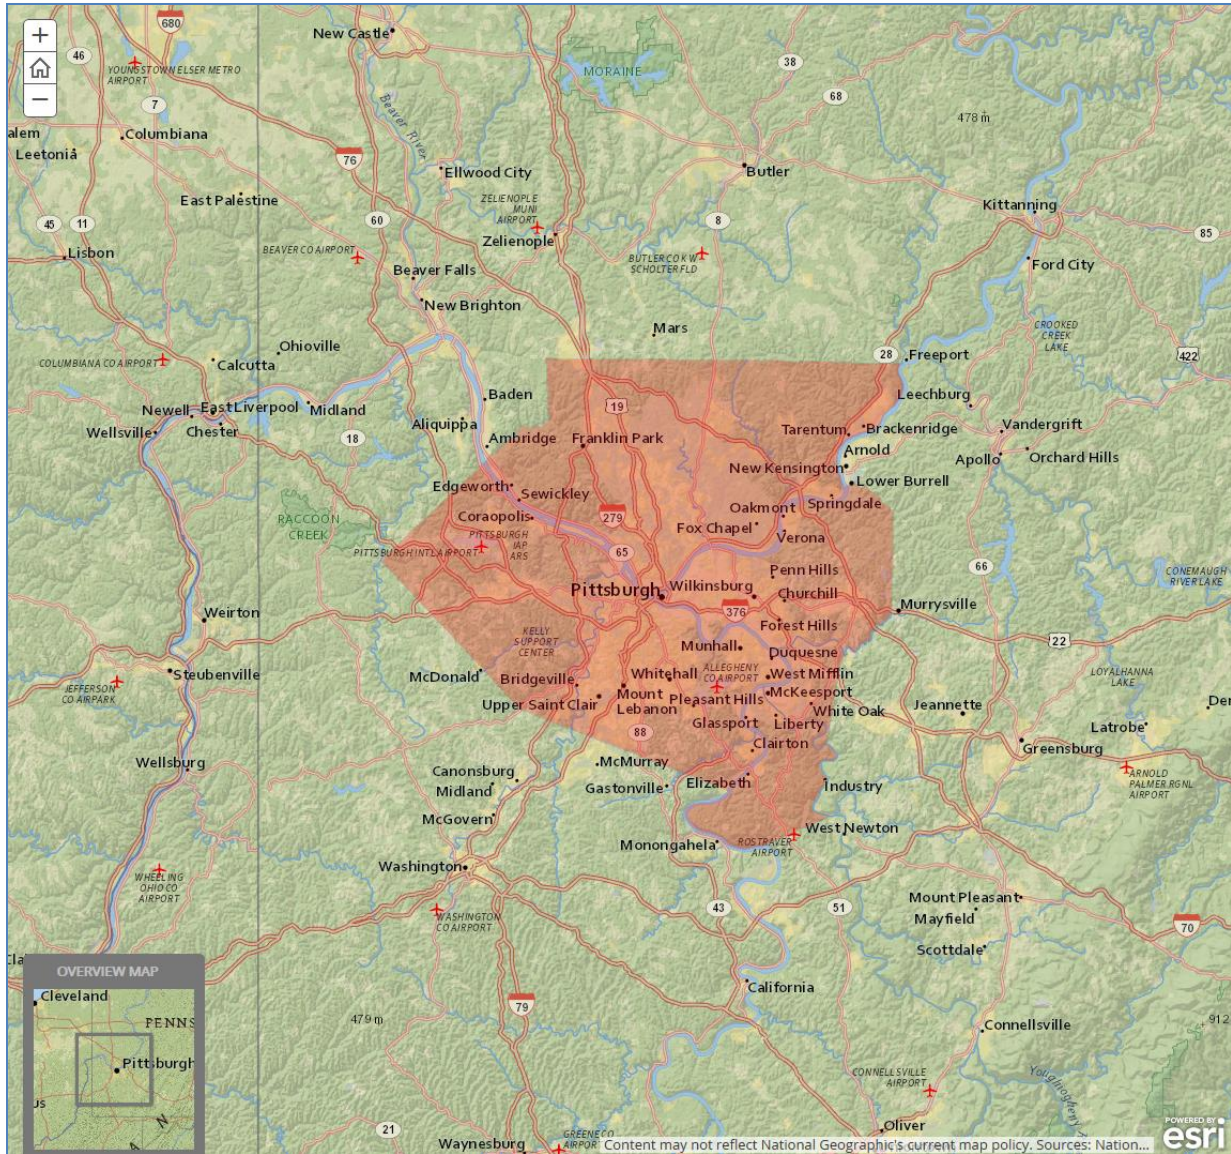 680
New Castle
+
−
46
YOUNGSTOWN ELSER METRO
AIRPORT
MORAINE
38
7
68
Beaver River
478 m
alem
Columbiana
Leetonia
76
Ellwood City
Butler
East Palestine
ZELIENOPLE
MUNI
AIRPORT
Kittanning
45
11
60
8
85
Lisbon
BEAVER CO AIRPORT
Zelienople
BUTLER CO K W
SCHOLTER FLD
Beaver Falls
Ford City
New Brighton
Mars
CROOKED
CREEK
LAKE
Ohioville
COLUMBIANA CO AIRPORT
Calcutta
28
Freeport
422
Baden
Leechburg
Newell
East Liverpool
Midland
19
Wellsville
Chester
18
Aliquippa
Ambridge
Franklin Park
Tarentum
Brackenridge
Vandergrift
Arnold
Apollo
Orchard Hills
New Kensington
Edgeworth
Sewickley
Lower Burrell
Springdale
Oakmont
RACCOON
CREEK
Coraopolis
279
Fox Chapel
PITTSBURGH
IAP
ARS
Verona
PITTSBURGH INTL AIRPORT
65
66
CONEMAUGH
RIVER LAKE
Penn Hills
Pittsburgh
Wilkinsburg
Churchill
Weirton
376
Murrysville
Forest Hills
KELLY
SUPPORT
CENTER
Munhall
22
Duquesne
Steubenville
McDonald
Bridgeville
Whitehall
ALLEGHENY
CO AIRPORT
West Mifflin
LOYALHANNA
LAKE
JEFFERSON
CO AIRPARK
Upper Saint Clair
Mount
Lebanon
Pleasant Hills
McKeesport
White Oak
Jeannette
Der
Glassport
Liberty
Latrobe
88
Clairton
Greensburg
Wellsburg
McMurray
Canonsburg
Midland
Gastonville
Elizabeth
Industry
ARNOLD
PALMER RGNL
AIRPORT
McGovern
West Newton
Monongahela
ROSTRAVER
AIRPORT
Washington
WHEELING
OHIO CO
AIRPORT
Mount Pleasant
Mayfield
43
51
WASHINGTON
CO AIRPORT
70
Scottdale
Cla
OVERVIEW MAP
California
Cleveland
PENNS
79
479 m
Connellsville
912
Pittsburgh
CONNELLSVILLE
AIRPORT
Youghiogheny
us
A N
21
Oliver
Waynesburg
GREENE CO
AIRPORT
Content may not reflect National Geographic's current map policy. Sources: Nation...
POWERED BY
esri